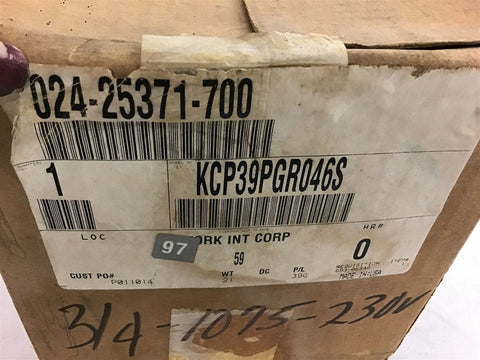 024-25371-700
1 KCP39PGR046S
LOC ORK INT CORP HR#
97
59 0
CUST PO# WT DC P/L REQUISITION
P011014 21 39G
MADE IN USA
3/4-1075-230V